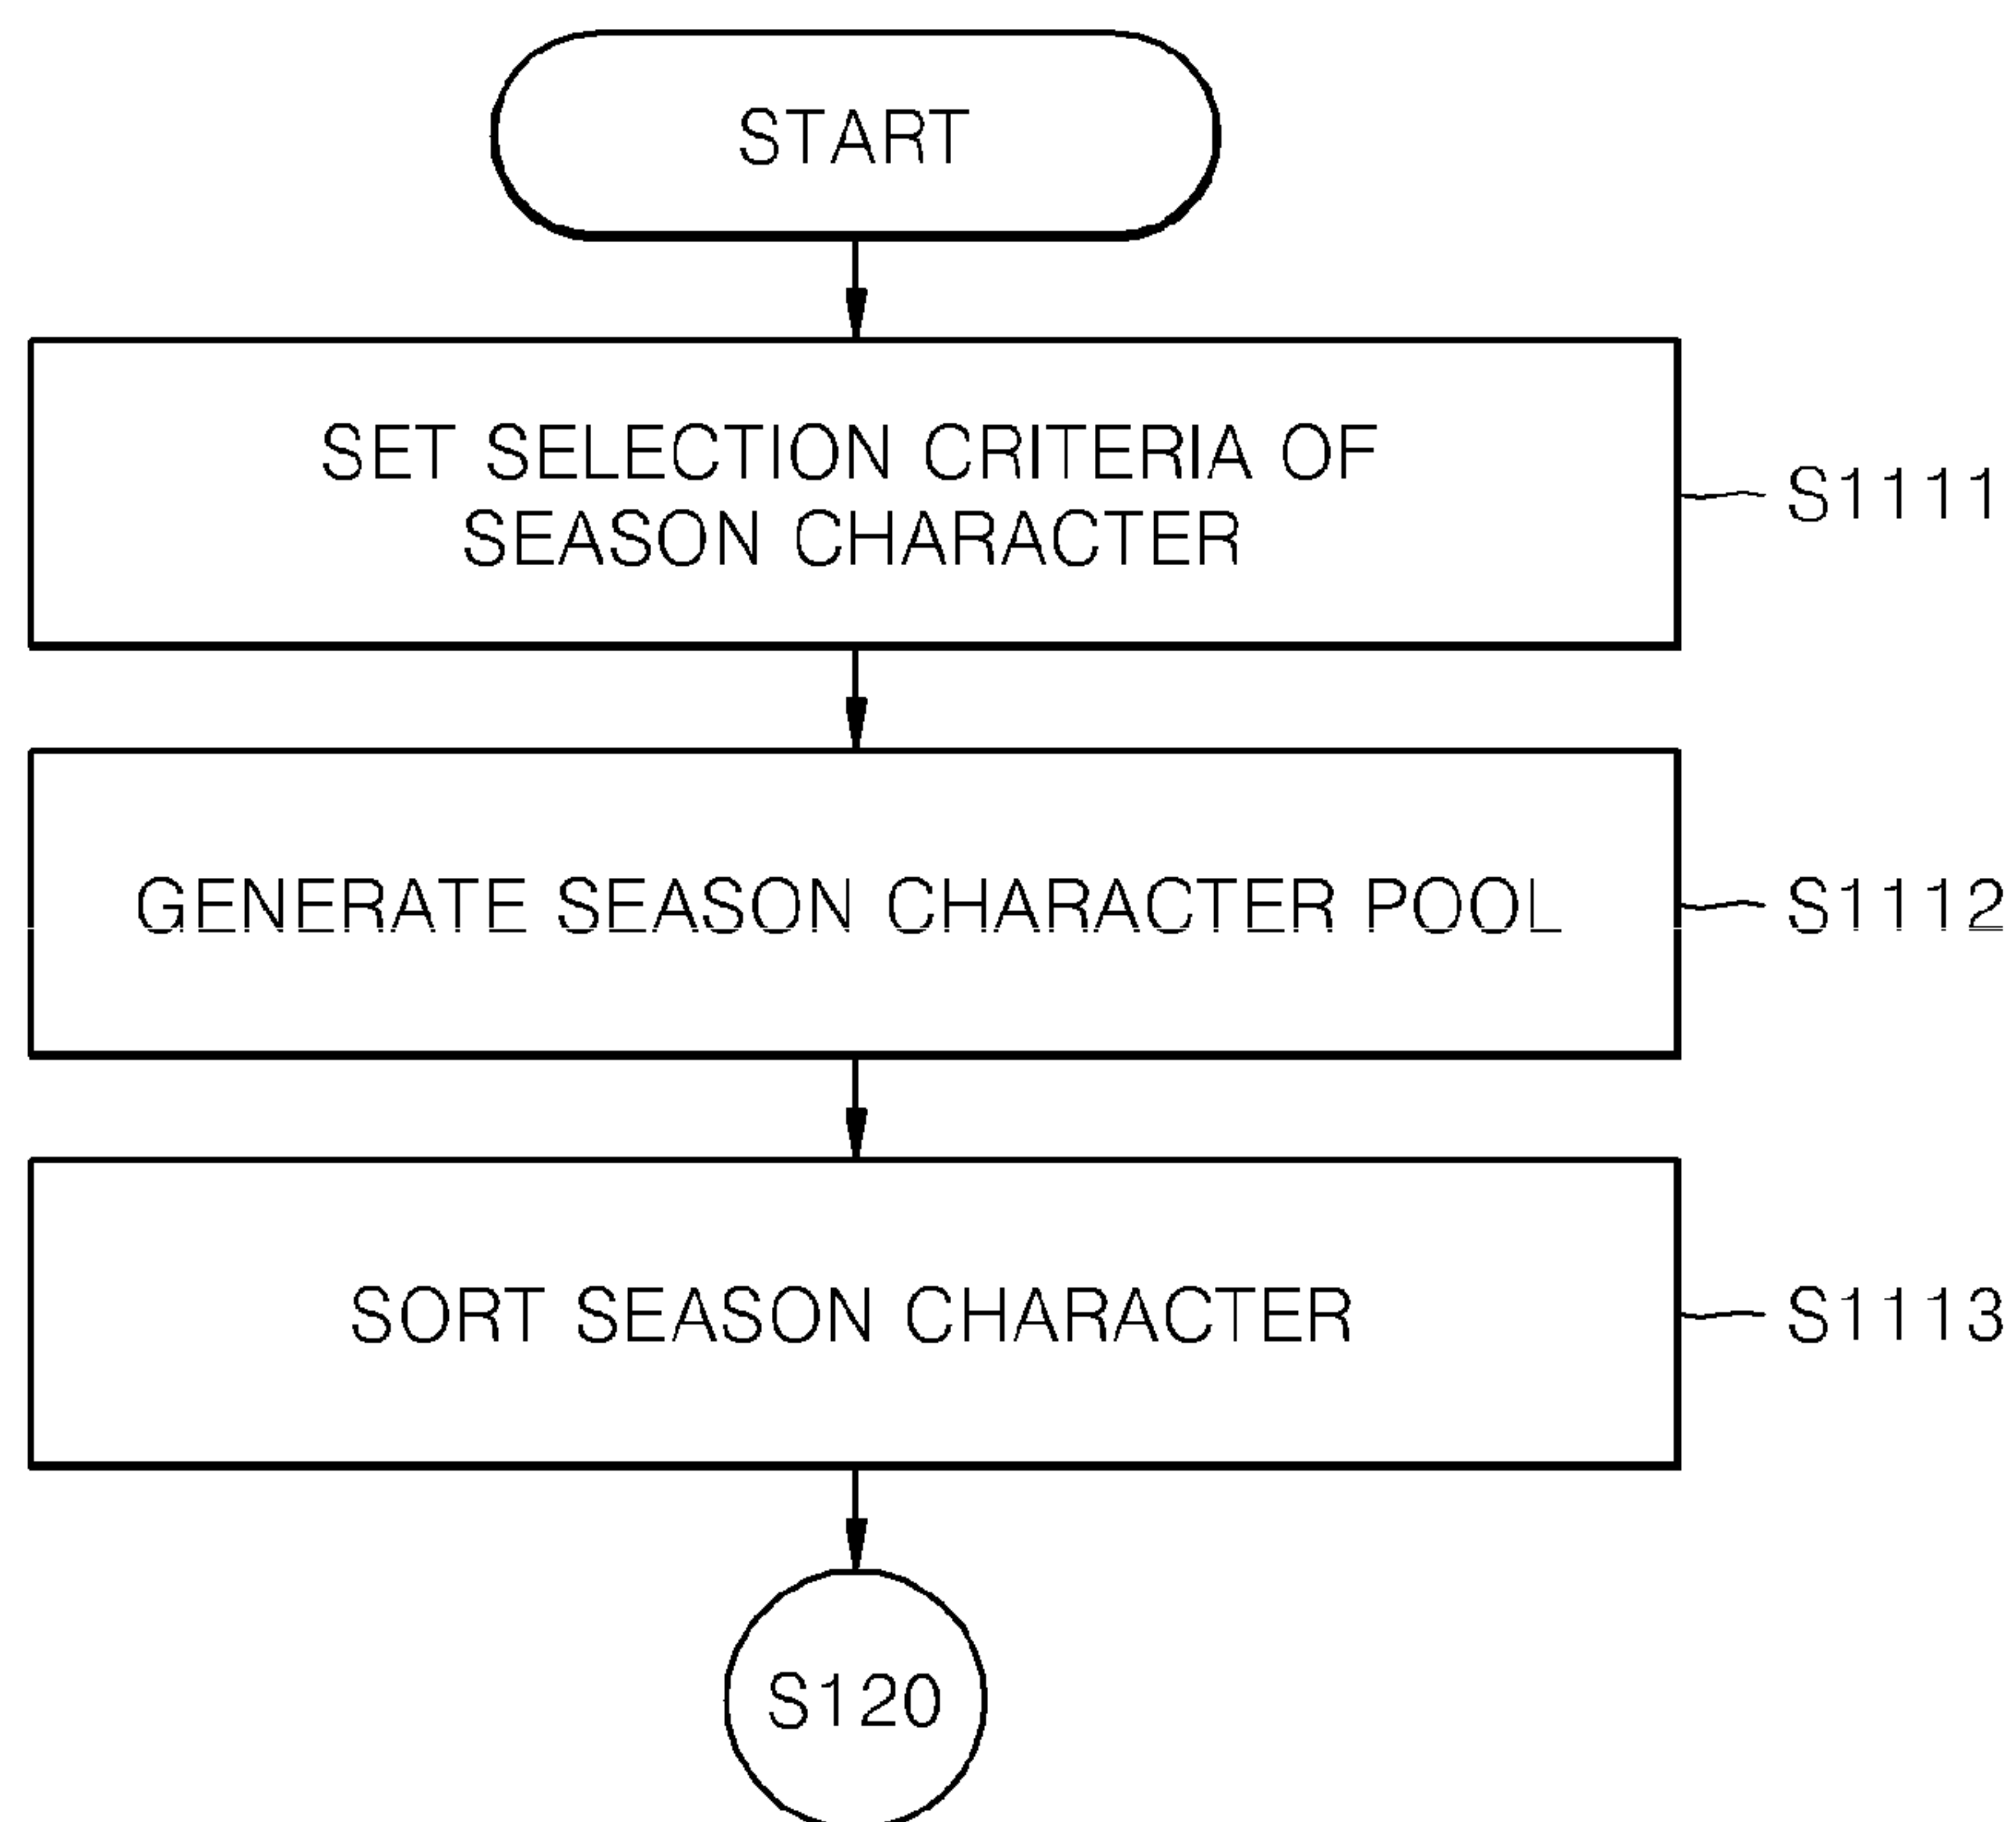 START
SET SELECTION CRITERIA OF
SEASON CHARACTER
S1111
GENERATE SEASON CHARACTER POOL
S1112
SORT SEASON CHARACTER
S1113
S120